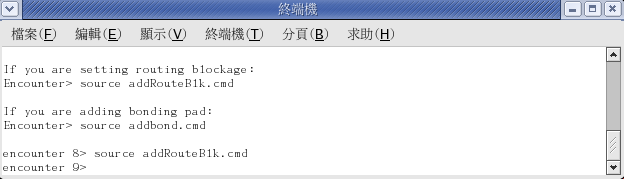 終端機
檔案(F) 編輯(E) 顯示(V) 終端機(T) 分頁(B) 求助(H)
If you are setting routing blockage:
Encounter> source addRouteBlk.cmd
If you are adding bonding pad:
Encounter> source addbond.cmd
encounter 8> source addRouteBlk.cmd
encounter 9>